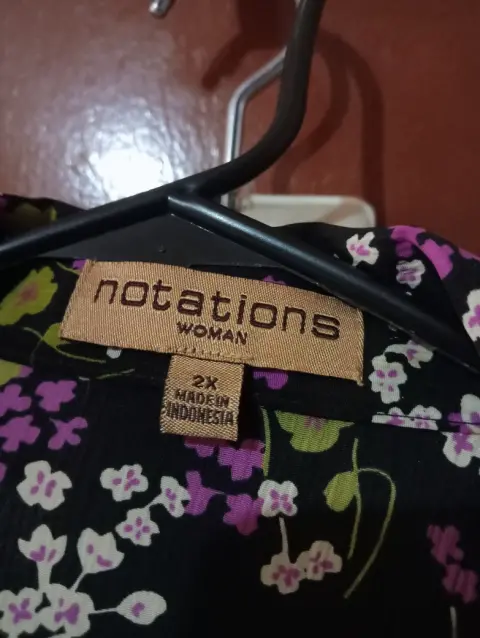 notations
WOMAN
2X
MADE IN
INDONESIA